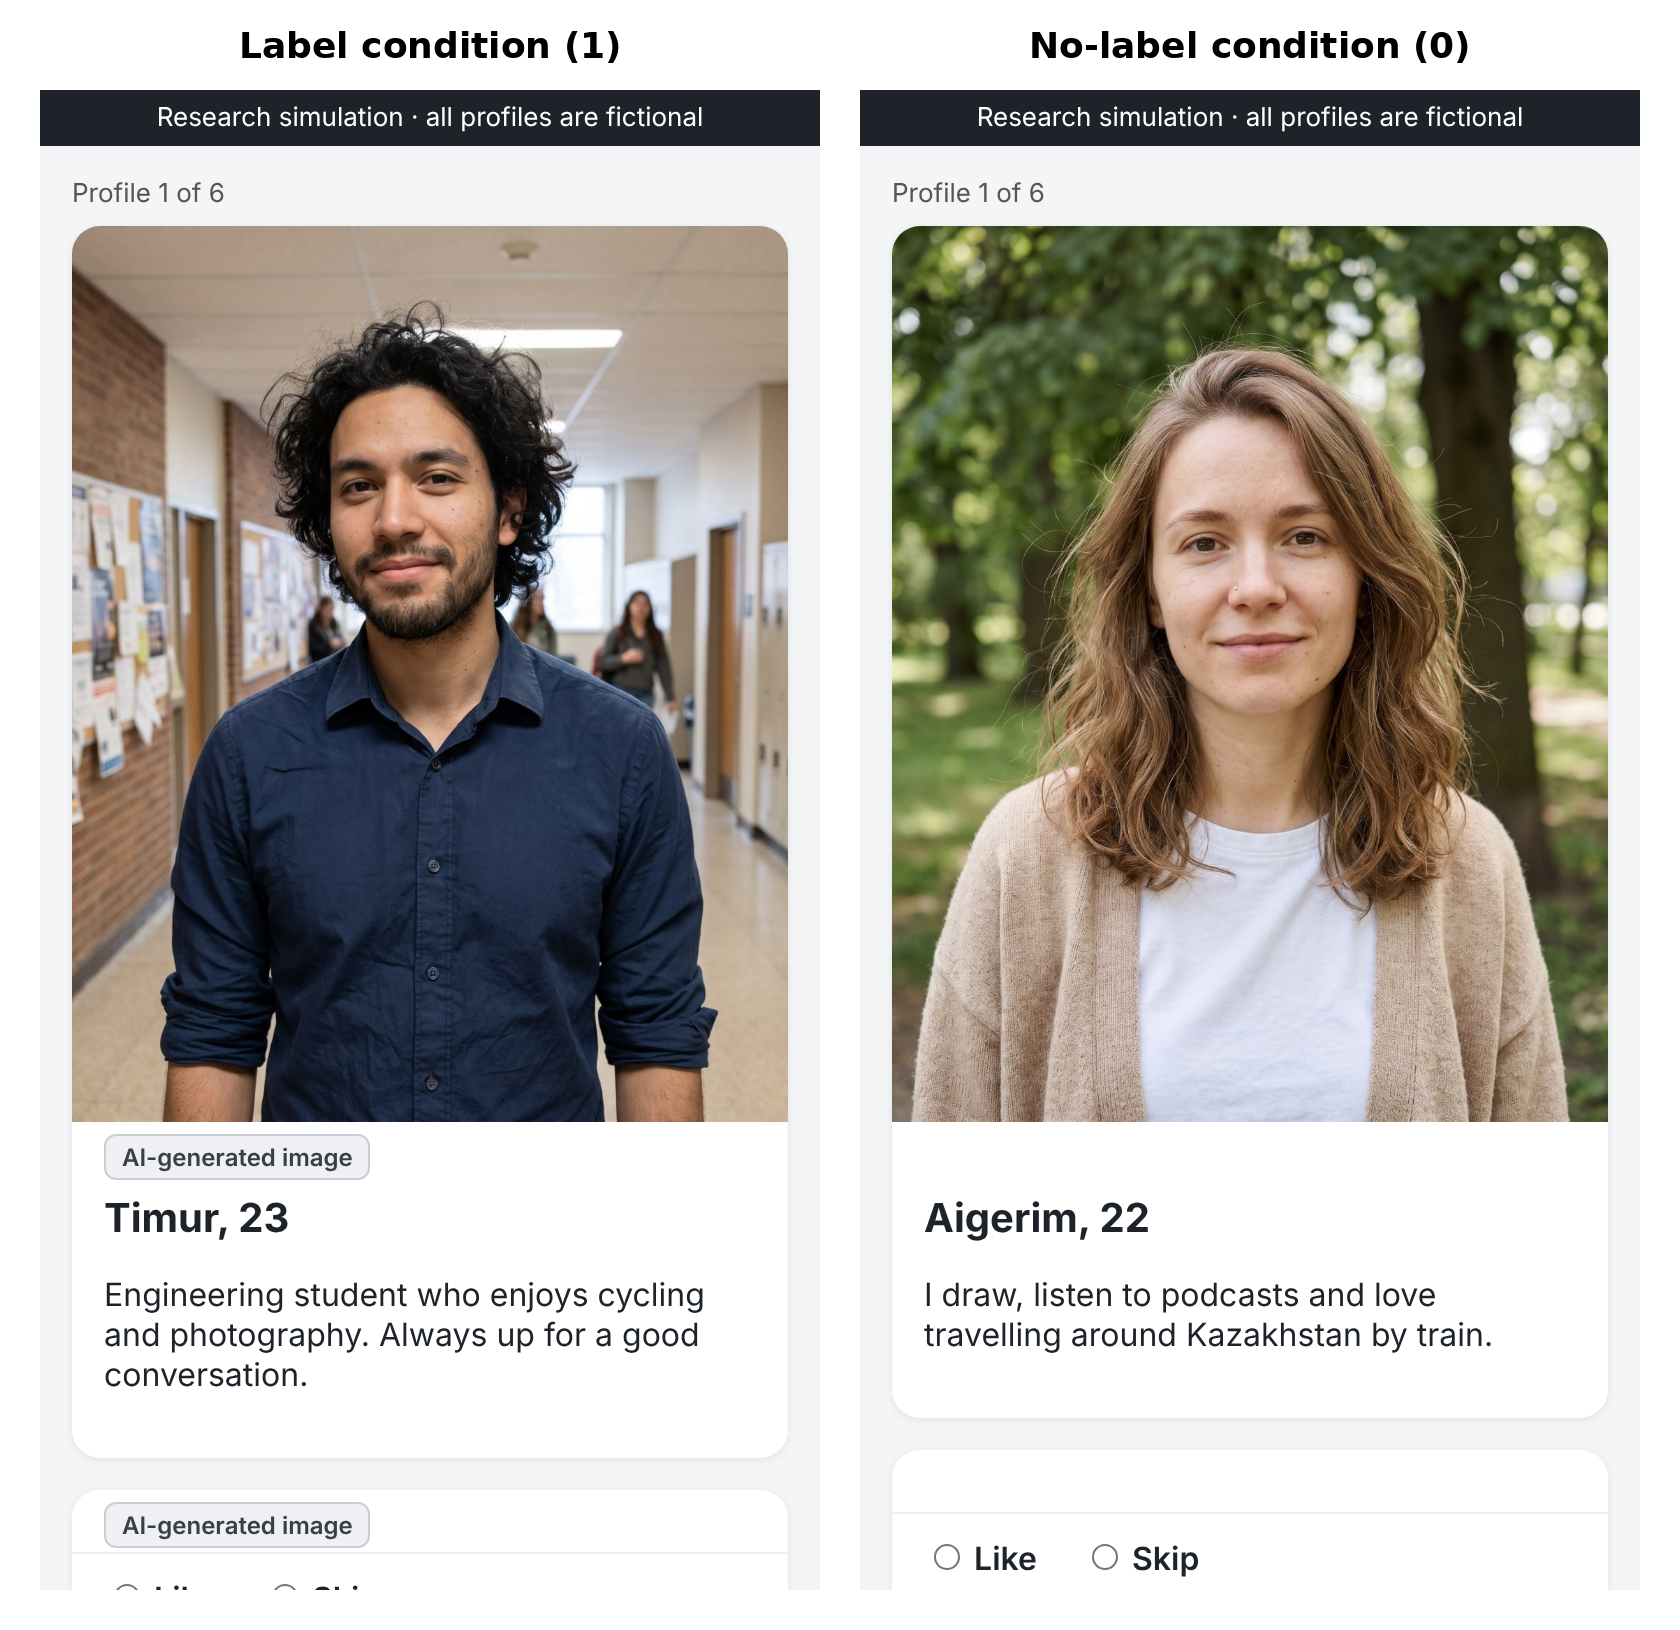 Label condition (1)
Research simulation · all profiles are fictional
Profile 1 of 6
AI-generated image
Timur, 23
Engineering student who enjoys cycling
and photography. Always up for a good
conversation.
AI-generated image
No-label condition (0)
Research simulation · all profiles are fictional
Profile 1 of 6
Aigerim, 22
I draw, listen to podcasts and love
travelling around Kazakhstan by train.
Like
Skip